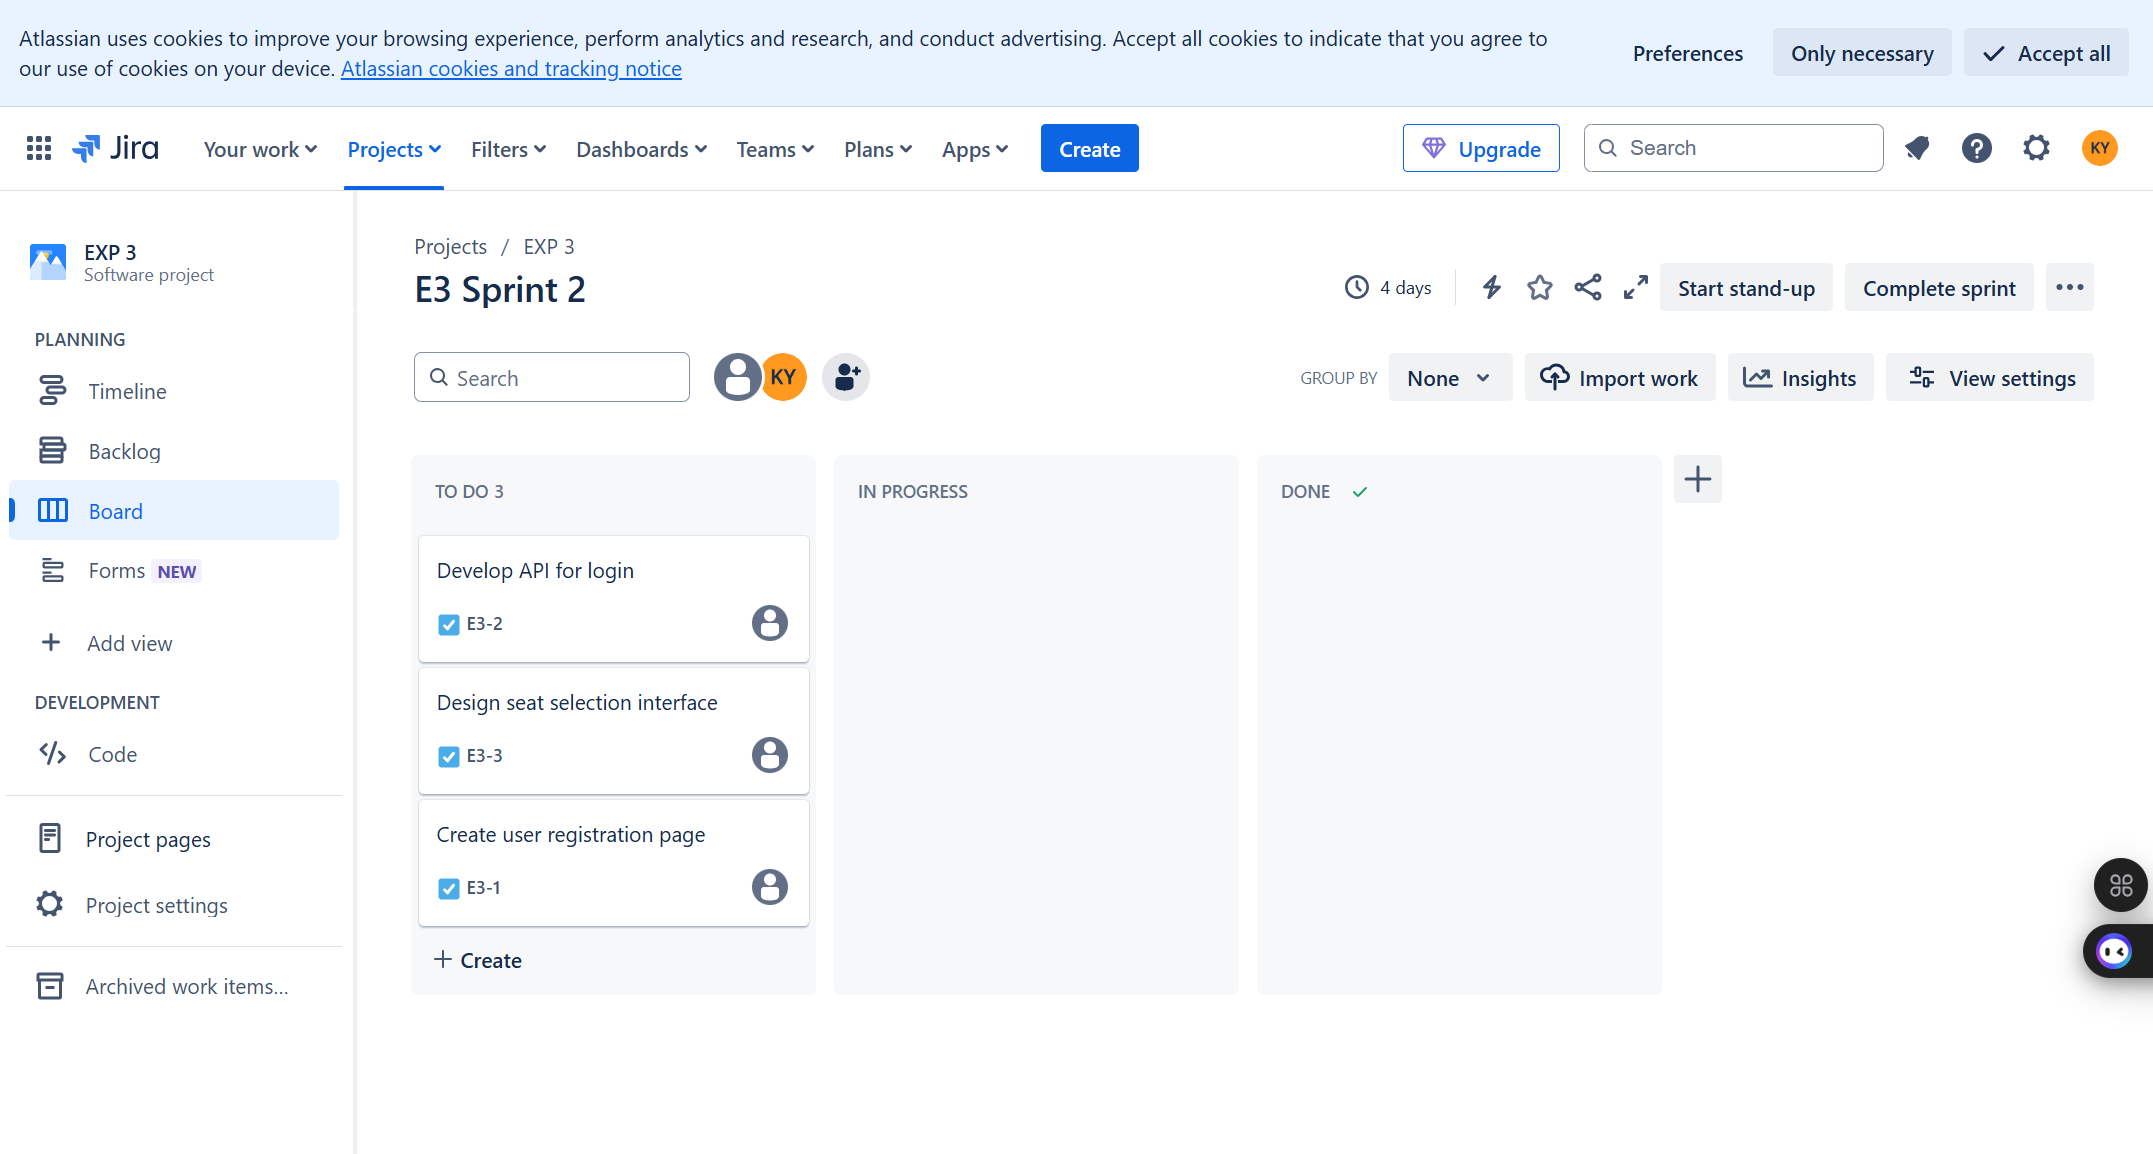 Atlassian uses cookies to improve your browsing experience, perform analytics and research, and conduct advertising. Accept all cookies to indicate that you agree to
our use of cookies on your device. Atlassian cookies and tracking notice
Preferences
Only necessary
Accept all
Jira
Your work
Projects
Filters
Dashboards
Teams
Plans
Apps
Create
Upgrade
Search
KY
EXP 3
Software project
PLANNING
Timeline
Backlog
Board
Forms NEW
Add view
DEVELOPMENT
Code
Project pages
Project settings
Archived work items...
Projects / EXP 3
E3 Sprint 2
4 days
Start stand-up
Complete sprint
Search
KY
GROUP BY
None
Import work
Insights
View settings
TO DO 3
Develop API for login
E3-2
Design seat selection interface
E3-3
Create user registration page
E3-1
Create
IN PROGRESS
DONE